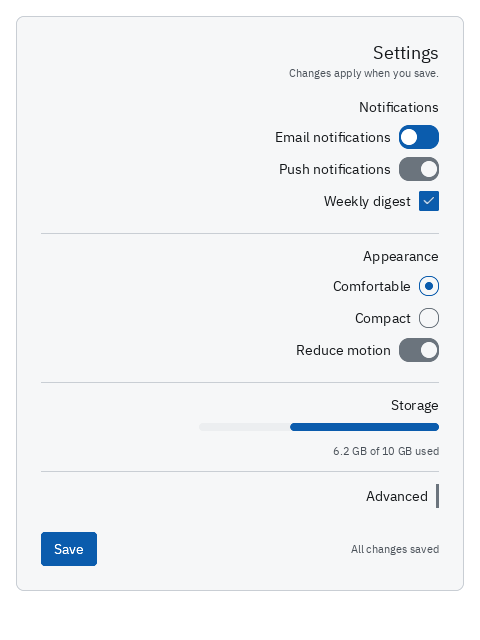 Settings
Changes apply when you save.
Notifications
Email notifications
Push notifications
Weekly digest
Appearance
Comfortable
Compact
Reduce motion
Storage
6.2 GB of 10 GB used
Advanced
Save
All changes saved